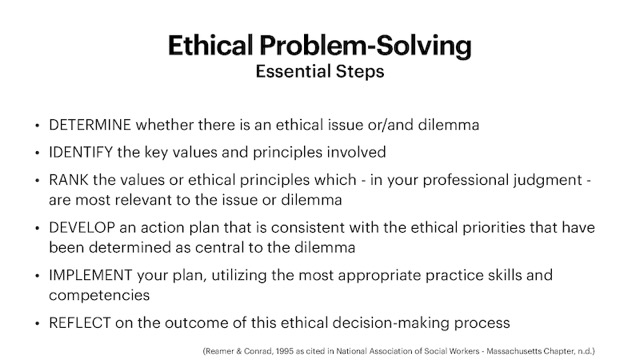 Ethical Problem-Solving
Essential Steps
• DETERMINE whether there is an ethical issue or/and dilemma
• IDENTIFY the key values and principles involved
• RANK the values or ethical principles which - in your professional judgment -
are most relevant to the issue or dilemma
• DEVELOP an action plan that is consistent with the ethical priorities that have
been determined as central to the dilemma
• IMPLEMENT your plan, utilizing the most appropriate practice skills and
competencies
• REFLECT on the outcome of this ethical decision-making process
(Reamer & Conrad, 1995 as cited in National Association of Social Workers - Massachusetts Chapter, n.d.)